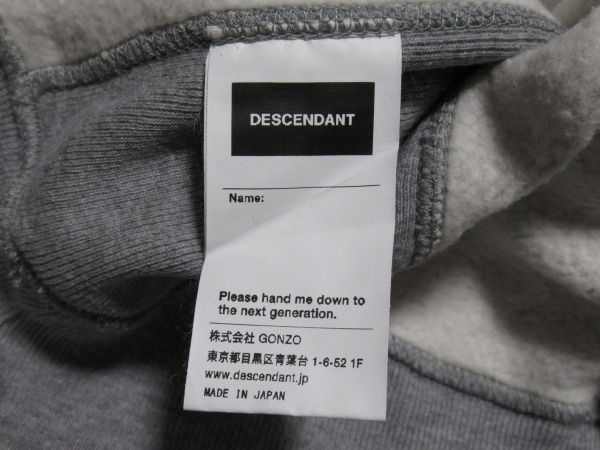 DESCENDANT
Name:
Please hand me down to
the next generation.
株式会社 GONZO
東京都目黒区青葉台 1-6-52 1F
www.descendant.jp
MADE IN JAPAN